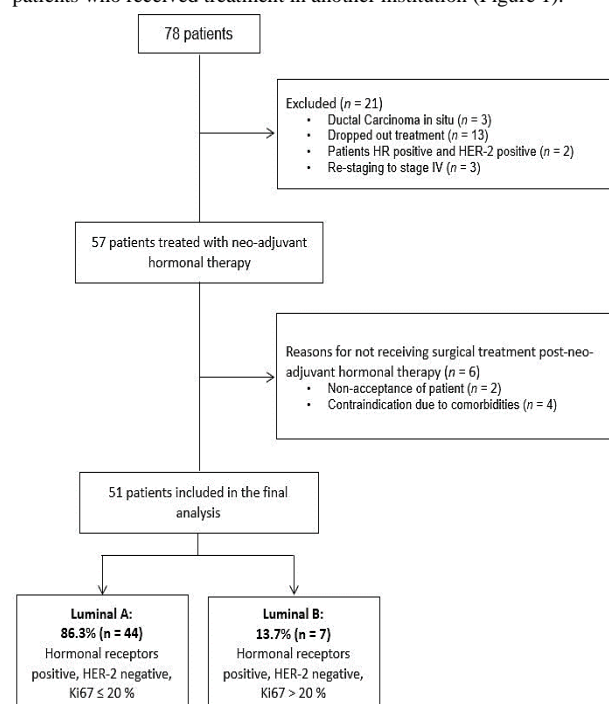 patients who received treatment in another institution (Figure 1).
78 patients
Excluded (n = 21)
• Ductal Carcinoma in situ (n = 3)
• Dropped out treatment (n = 13)
• Patients HR positive and HER-2 positive (n = 2)
• Re-staging to stage IV (n = 3)
57 patients treated with neo-adjuvant
hormonal therapy
Reasons for not receiving surgical treatment post-neo-
adjuvant hormonal therapy (n = 6)
• Non-acceptance of patient (n = 2)
• Contraindication due to comorbidities (n = 4)
51 patients included in the final
analysis
Luminal A:
86.3% (n = 44)
Hormonal receptors
positive, HER-2 negative,
Ki67 ≤ 20 %
Luminal B:
13.7% (n = 7)
Hormonal receptors
positive, HER-2 negative,
Ki67 > 20 %